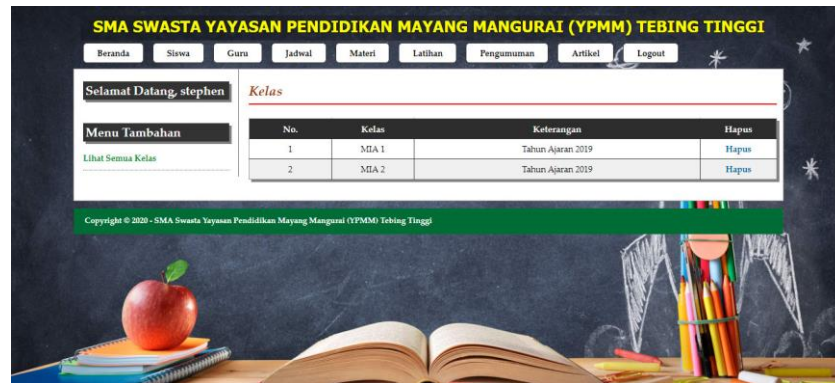 SMA SWASTA YAYASAN PENDIDIKAN MAYANG MANGURAI (YPMM) TEBING TINGGI
Beranda Siswa Guru Jadwal Materi Latihan Pengumuman Artikel Logout
Selamat Datang, stephen
Menu Tambahan
Lihat Semua Kelas
Kelas
No. Kelas Keterangan Hapus
1 MIA 1 Tahun Ajaran 2019 Hapus
2 MIA 2 Tahun Ajaran 2019 Hapus
Copyright © 2020 - SMA Swasta Yayasan Pendidikan Mayang Mangurai (YPMM) Tebing Tinggi